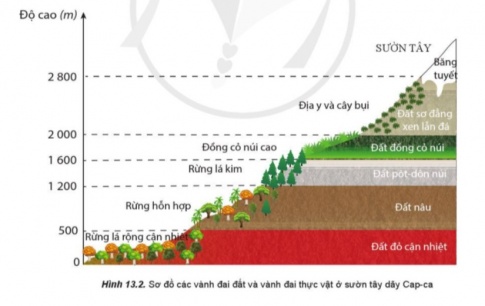 Độ cao (m)
SƯỜN TÂY
Băng
tuyết
2 800
Địa y và cây bụi
Đất sơ đẳng
xen lẫn đá
2 000
Đồng cỏ núi cao
Đất đồng cỏ núi
1 600
Rừng lá kim
Đất pốt-dôn núi
1 200
Rừng hỗn hợp
Đất nâu
500
Rừng lá rộng cận nhiệt
Đất đỏ cận nhiệt
0
Hình 13.2. Sơ đồ các vành đai đất và vành đai thực vật ở sườn tây dãy Cap-ca